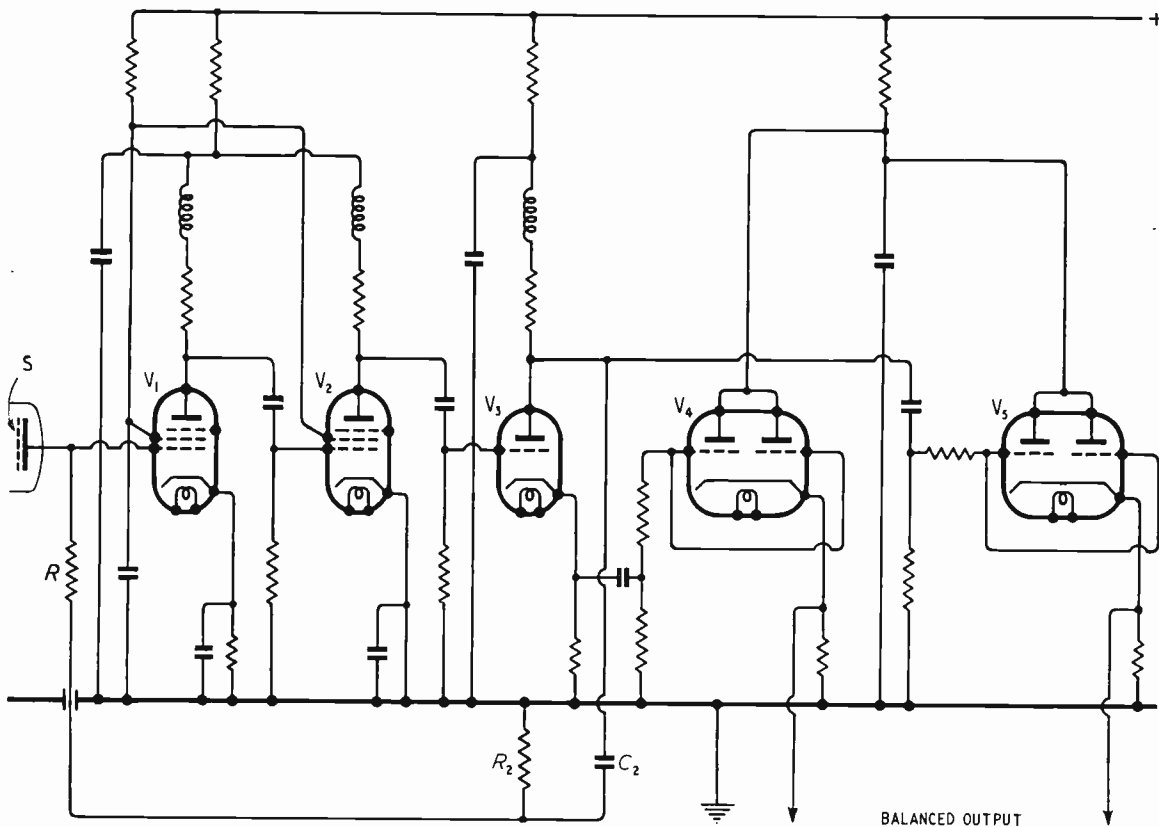 +
S
V₁
V₂
V₃
V₄
V₅
R
R₂
C₂
BALANCED OUTPUT